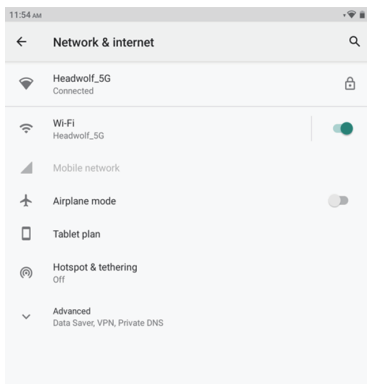 11:54 AM
Network & internet
Headwolf_5G
Connected
Wi-Fi
Headwolf_5G
Mobile network
Airplane mode
Tablet plan
Hotspot & tethering
Off
Advanced
Data Saver, VPN, Private DNS